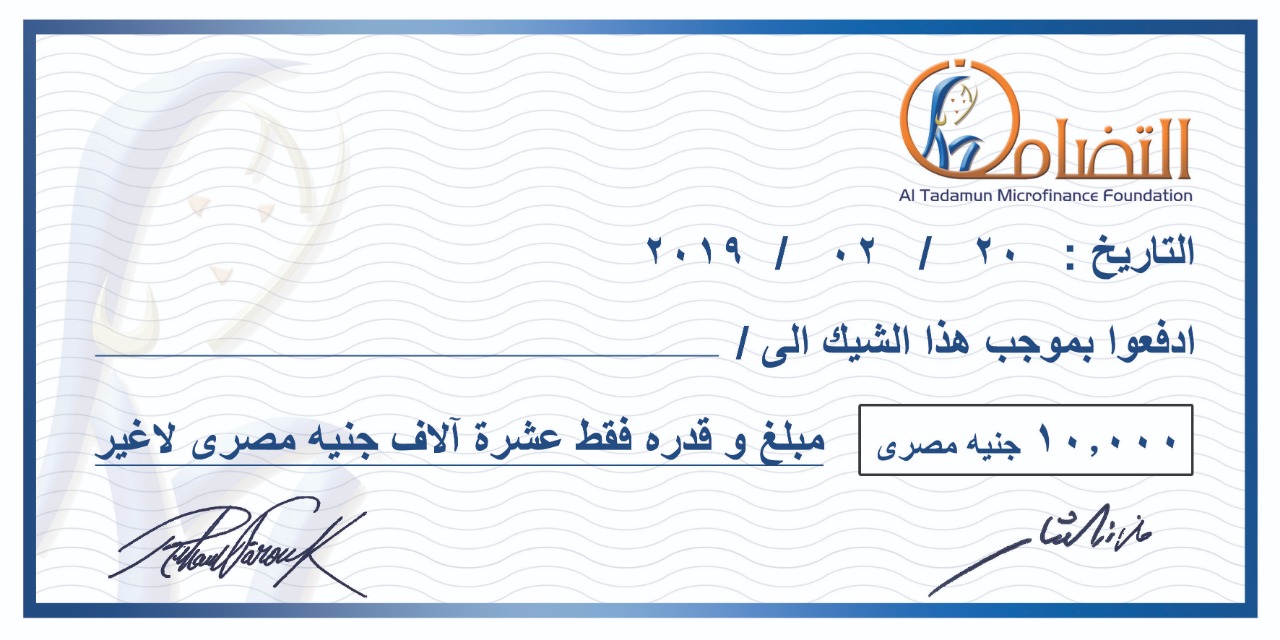 التضامن
Al Tadamun Microfinance Foundation
التاريخ : ٢٠ / ٠٢ / ٢٠١٩
ادفعوا بموجب هذا الشيك الى /
١٠,٠٠٠ جنيه مصرى
مبلغ و قدره فقط عشرة آلاف جنيه مصرى لاغير